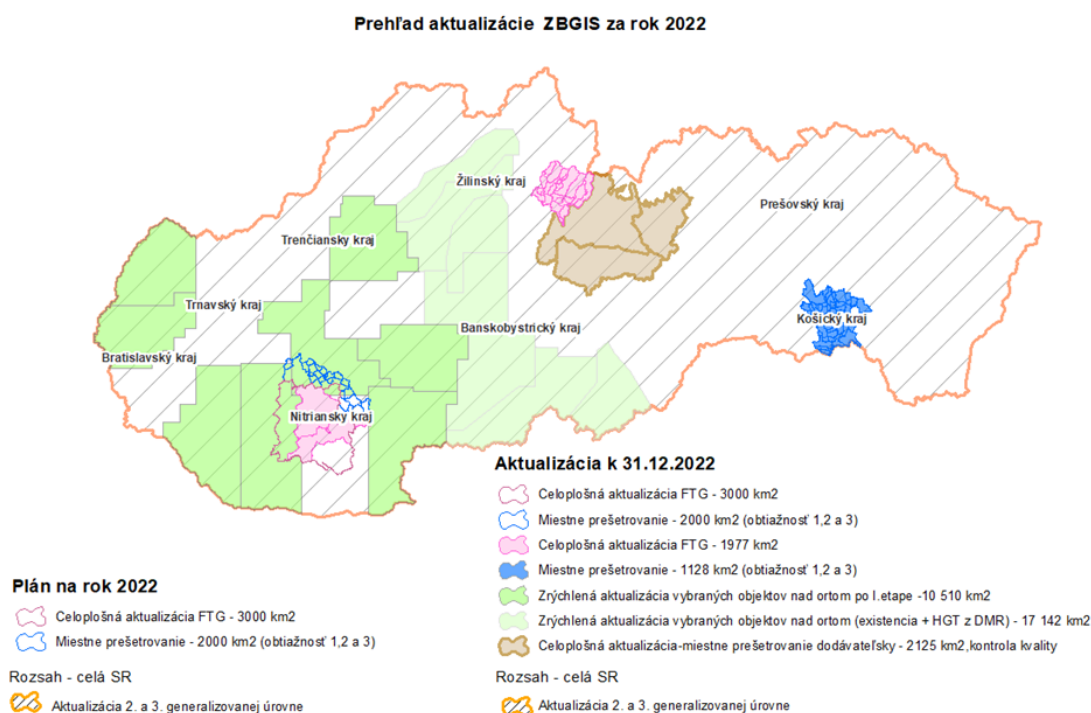 Prehľad aktualizácie ZBGIS za rok 2022
Žilinský kraj
Prešovský kraj
Trenčiansky kraj
Trnavský kraj
Košický kraj
Banskobystrický kraj
Bratislavský kraj
Nitriansky kraj
Aktualizácia k 31.12.2022
Celoplošná aktualizácia FTG - 3000 km2
Miestne prešetrovanie - 2000 km2 (obtiažnosť 1,2 a 3)
Celoplošná aktualizácia FTG - 1977 km2
Miestne prešetrovanie - 1128 km2 (obtiažnosť 1,2 a 3)
Zrýchlená aktualizácia vybraných objektov nad ortom po I.etape -10 510 km2
Zrýchlená aktualizácia vybraných objektov nad ortom (existencia + HGT z DMR) - 17 142 km2
Celoplošná aktualizácia-miestne prešetrovanie dodávateľsky - 2125 km2,kontrola kvality
Rozsah - celá SR
Aktualizácia 2. a 3. generalizovanej úrovne
Plán na rok 2022
Celoplošná aktualizácia FTG - 3000 km2
Miestne prešetrovanie - 2000 km2 (obtiažnosť 1,2 a 3)
Rozsah - celá SR
Aktualizácia 2. a 3. generalizovanej úrovne